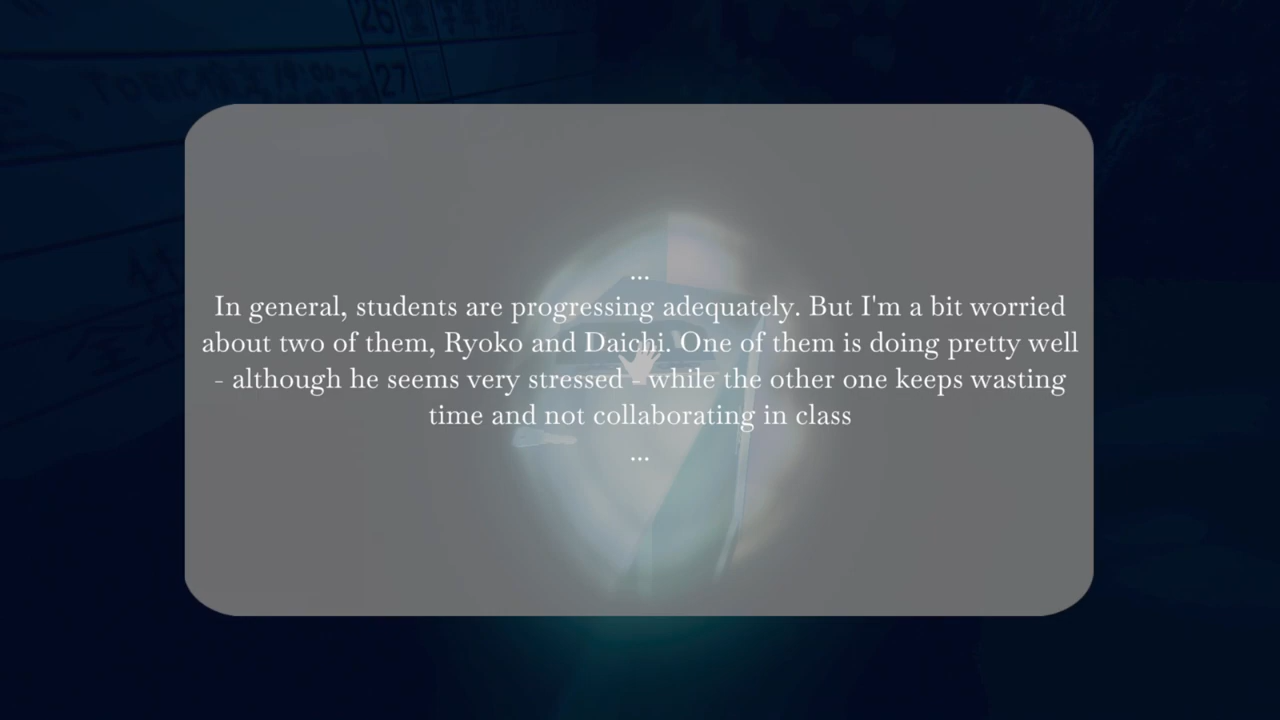 26
27
...
In general, students are progressing adequately. But I'm a bit worried
about two of them, Ryoko and Daichi. One of them is doing pretty well
- although he seems very stressed - while the other one keeps wasting
time and not collaborating in class
...